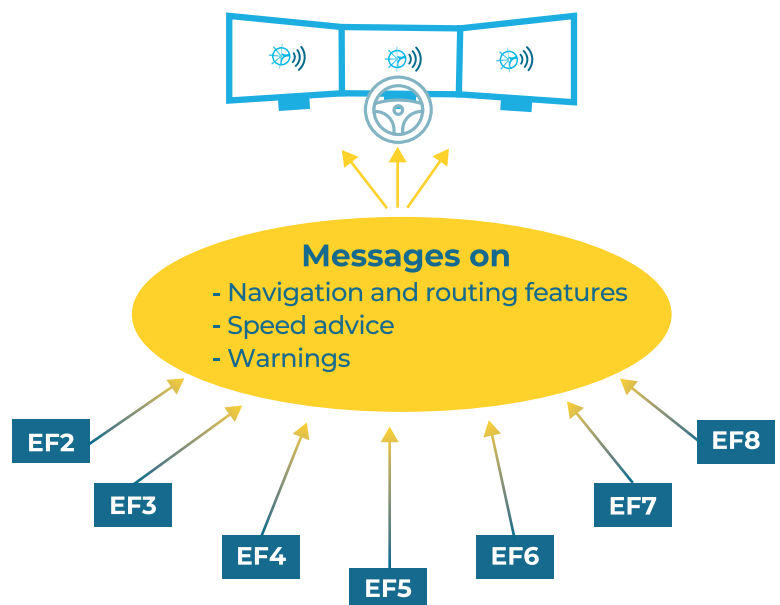 Messages on
- Navigation and routing features
- Speed advice
- Warnings
EF2
EF3
EF4
EF5
EF6
EF7
EF8